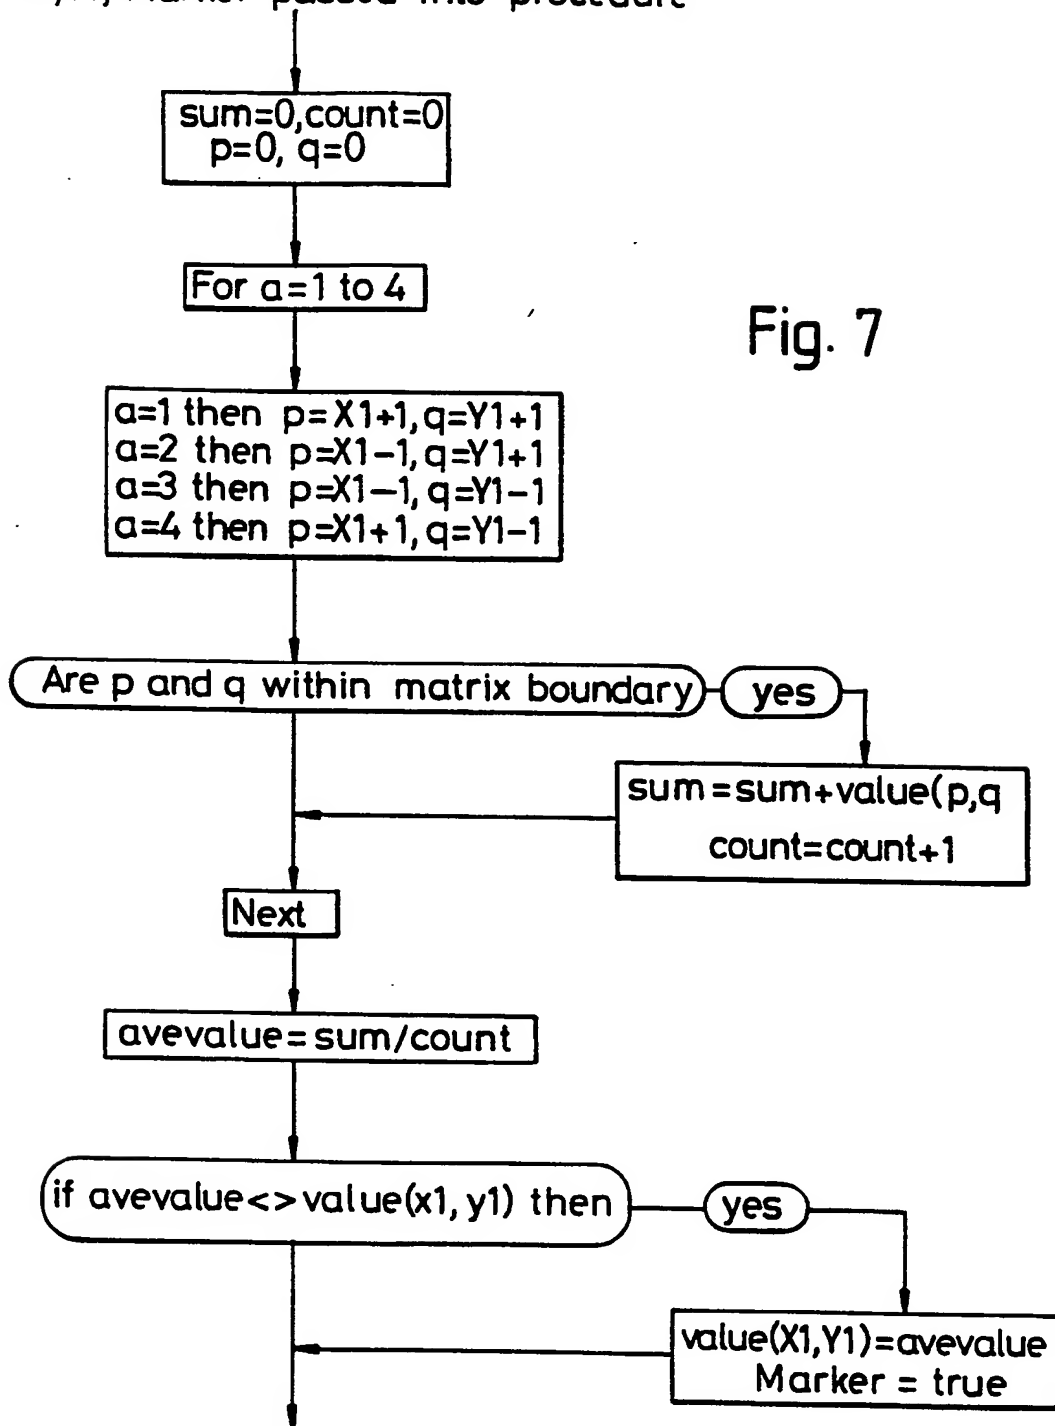 passed into procedure
sum=0,count=0
p=0, q=0
For a=1 to 4
Fig. 7
a=1 then p=X1+1,q=Y1+1
a=2 then p=X1-1,q=Y1+1
a=3 then p=X1-1,q=Y1-1
a=4 then p=X1+1,q=Y1-1
Are p and q within matrix boundary
yes
sum=sum+value(p,q
count=count+1
Next
avevalue=sum/count
if avevalue<>value(x1,y1) then
yes
value(X1,Y1)=avevalue
Marker = true